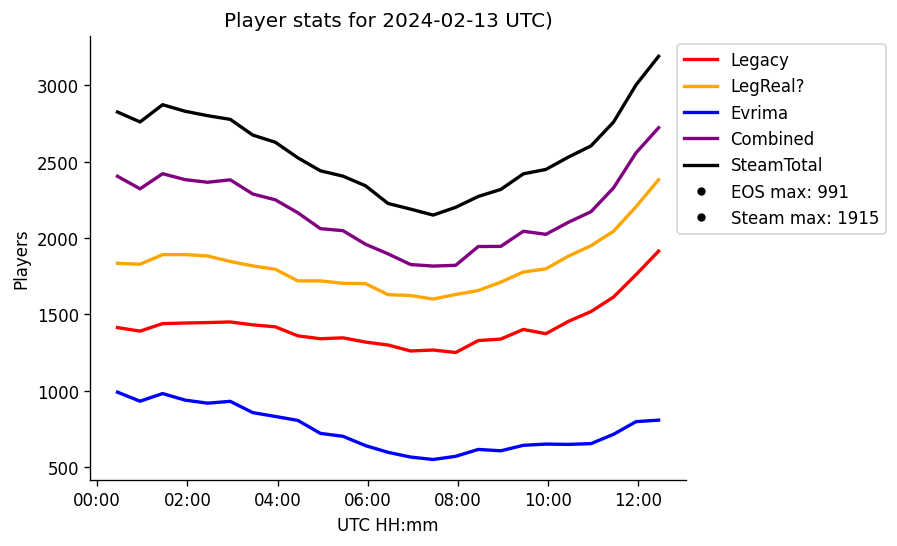 Player stats for 2024-02-13 UTC)
Legacy
LegReal?
Evrima
Combined
SteamTotal
EOS max: 991
Steam max: 1915
Players
3000
2500
2000
1500
1000
500
00:00 02:00 04:00 06:00 08:00 10:00 12:00
UTC HH:mm